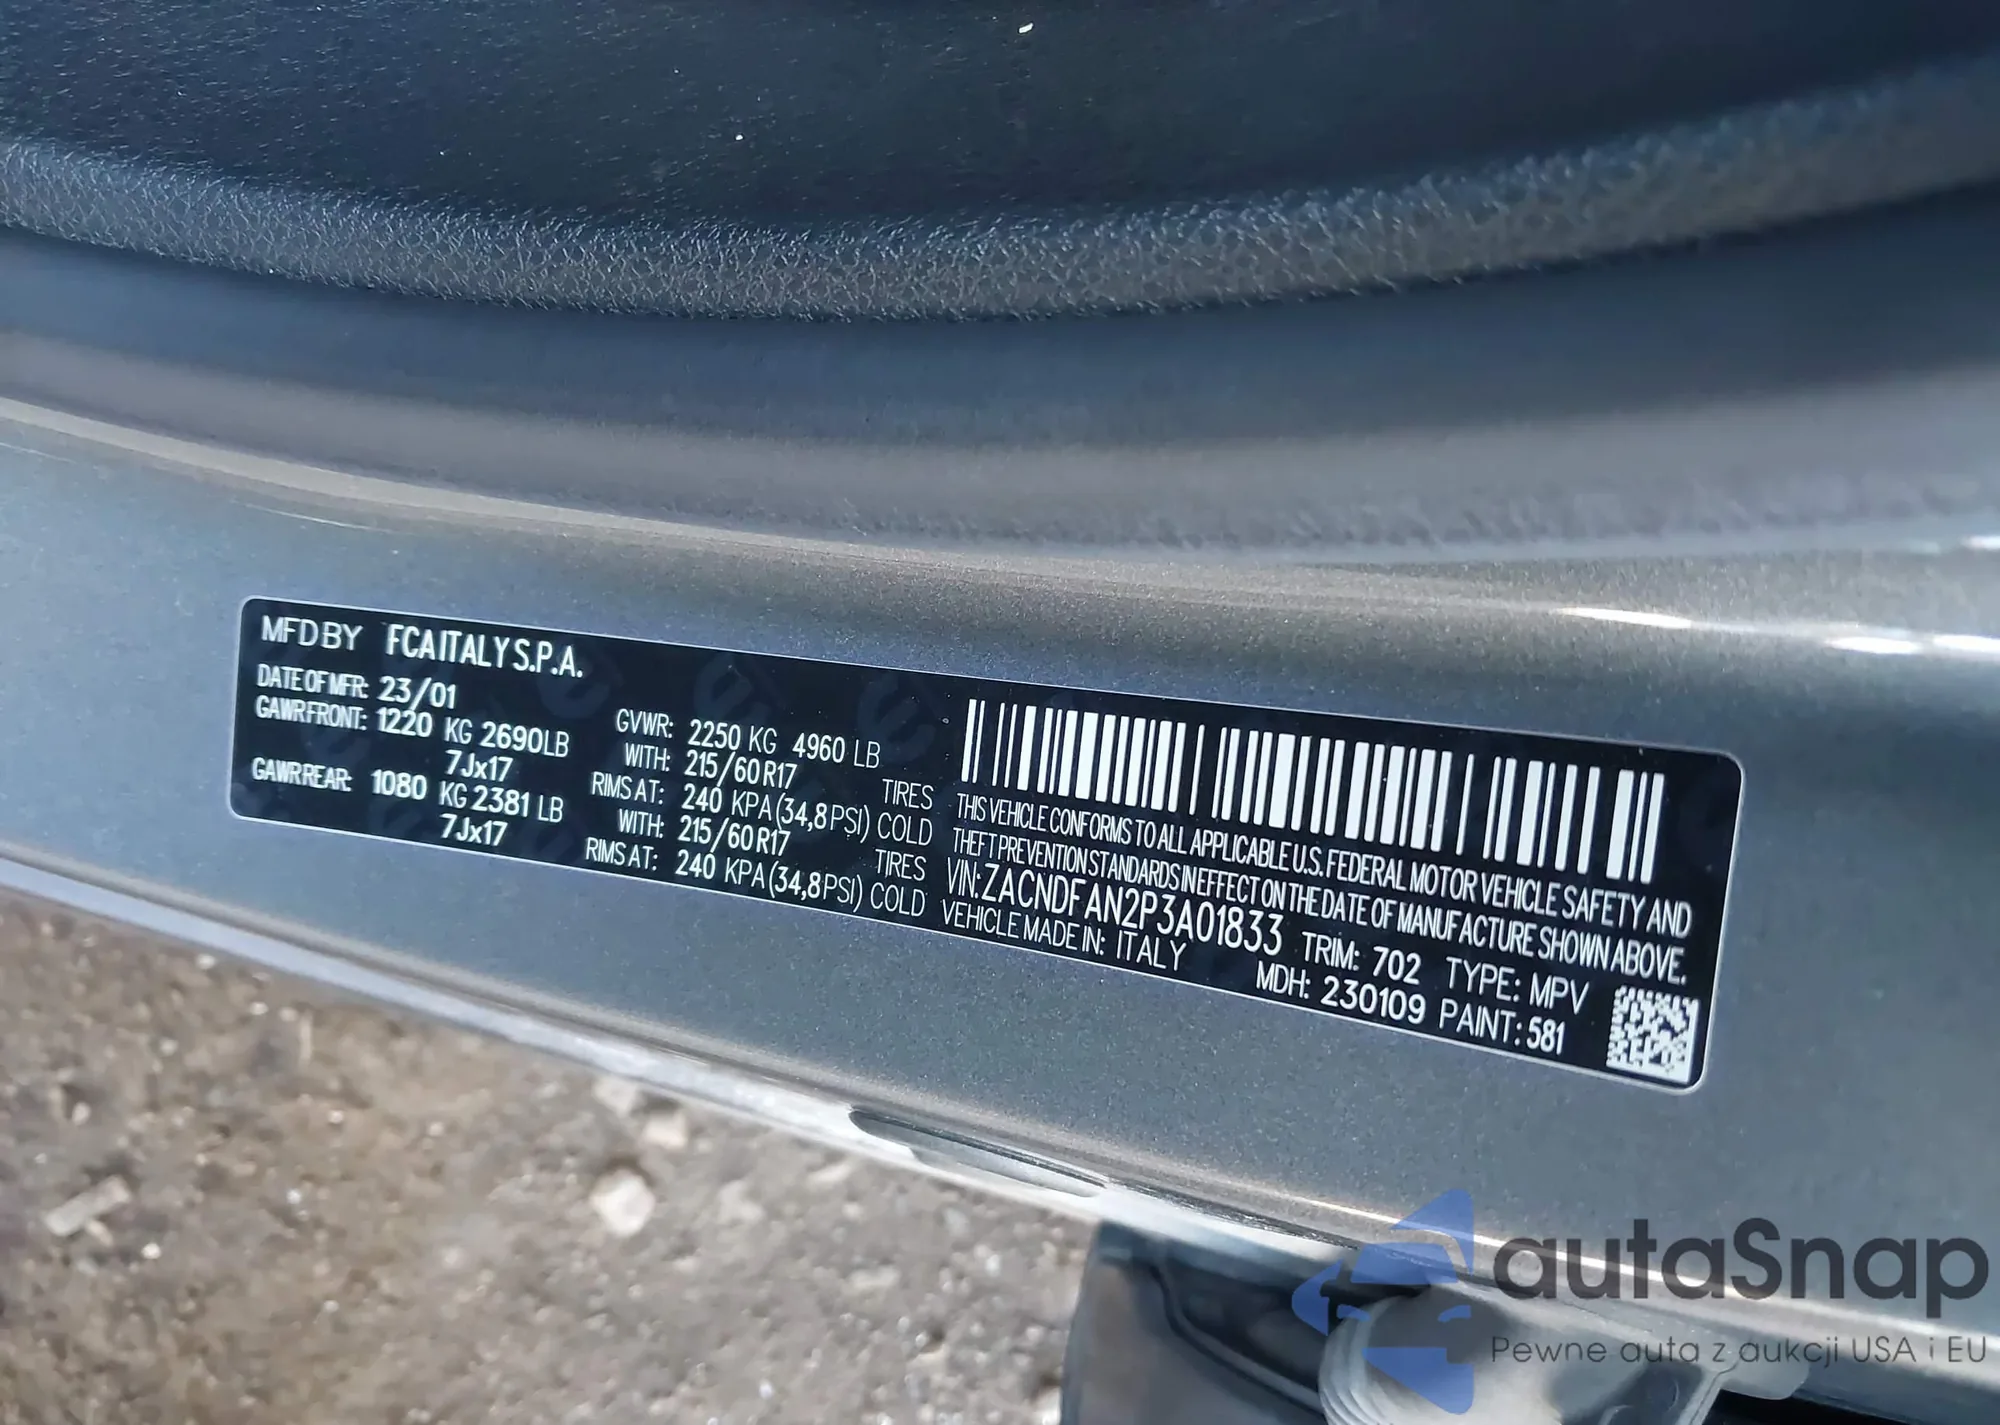 MFD BY FCA ITALY S.P.A.
DATE OF MFR: 23/01
GAWR FRONT: 1220 KG 2690 LB
7Jx17
GAWR REAR: 1080 KG 2381 LB
7Jx17
GVWR: 2250 KG 4960 LB
WITH: 215/60 R17 TIRES
RIMS AT: 240 KPA (34,8 PSI) COLD
WITH: 215/60 R17 TIRES
RIMS AT: 240 KPA (34,8 PSI) COLD
THIS VEHICLE CONFORMS TO ALL APPLICABLE U.S. FEDERAL MOTOR VEHICLE SAFETY AND
THEFT PREVENTION STANDARDS IN EFFECT ON THE DATE OF MANUFACTURE SHOWN ABOVE.
VIN: ZACNDFAN2P3A01833 TRIM: 702 TYPE: MPV
VEHICLE MADE IN: ITALY MDH: 230109 PAINT: 581
autaSnap
Pewne auta z aukcji USA i EU